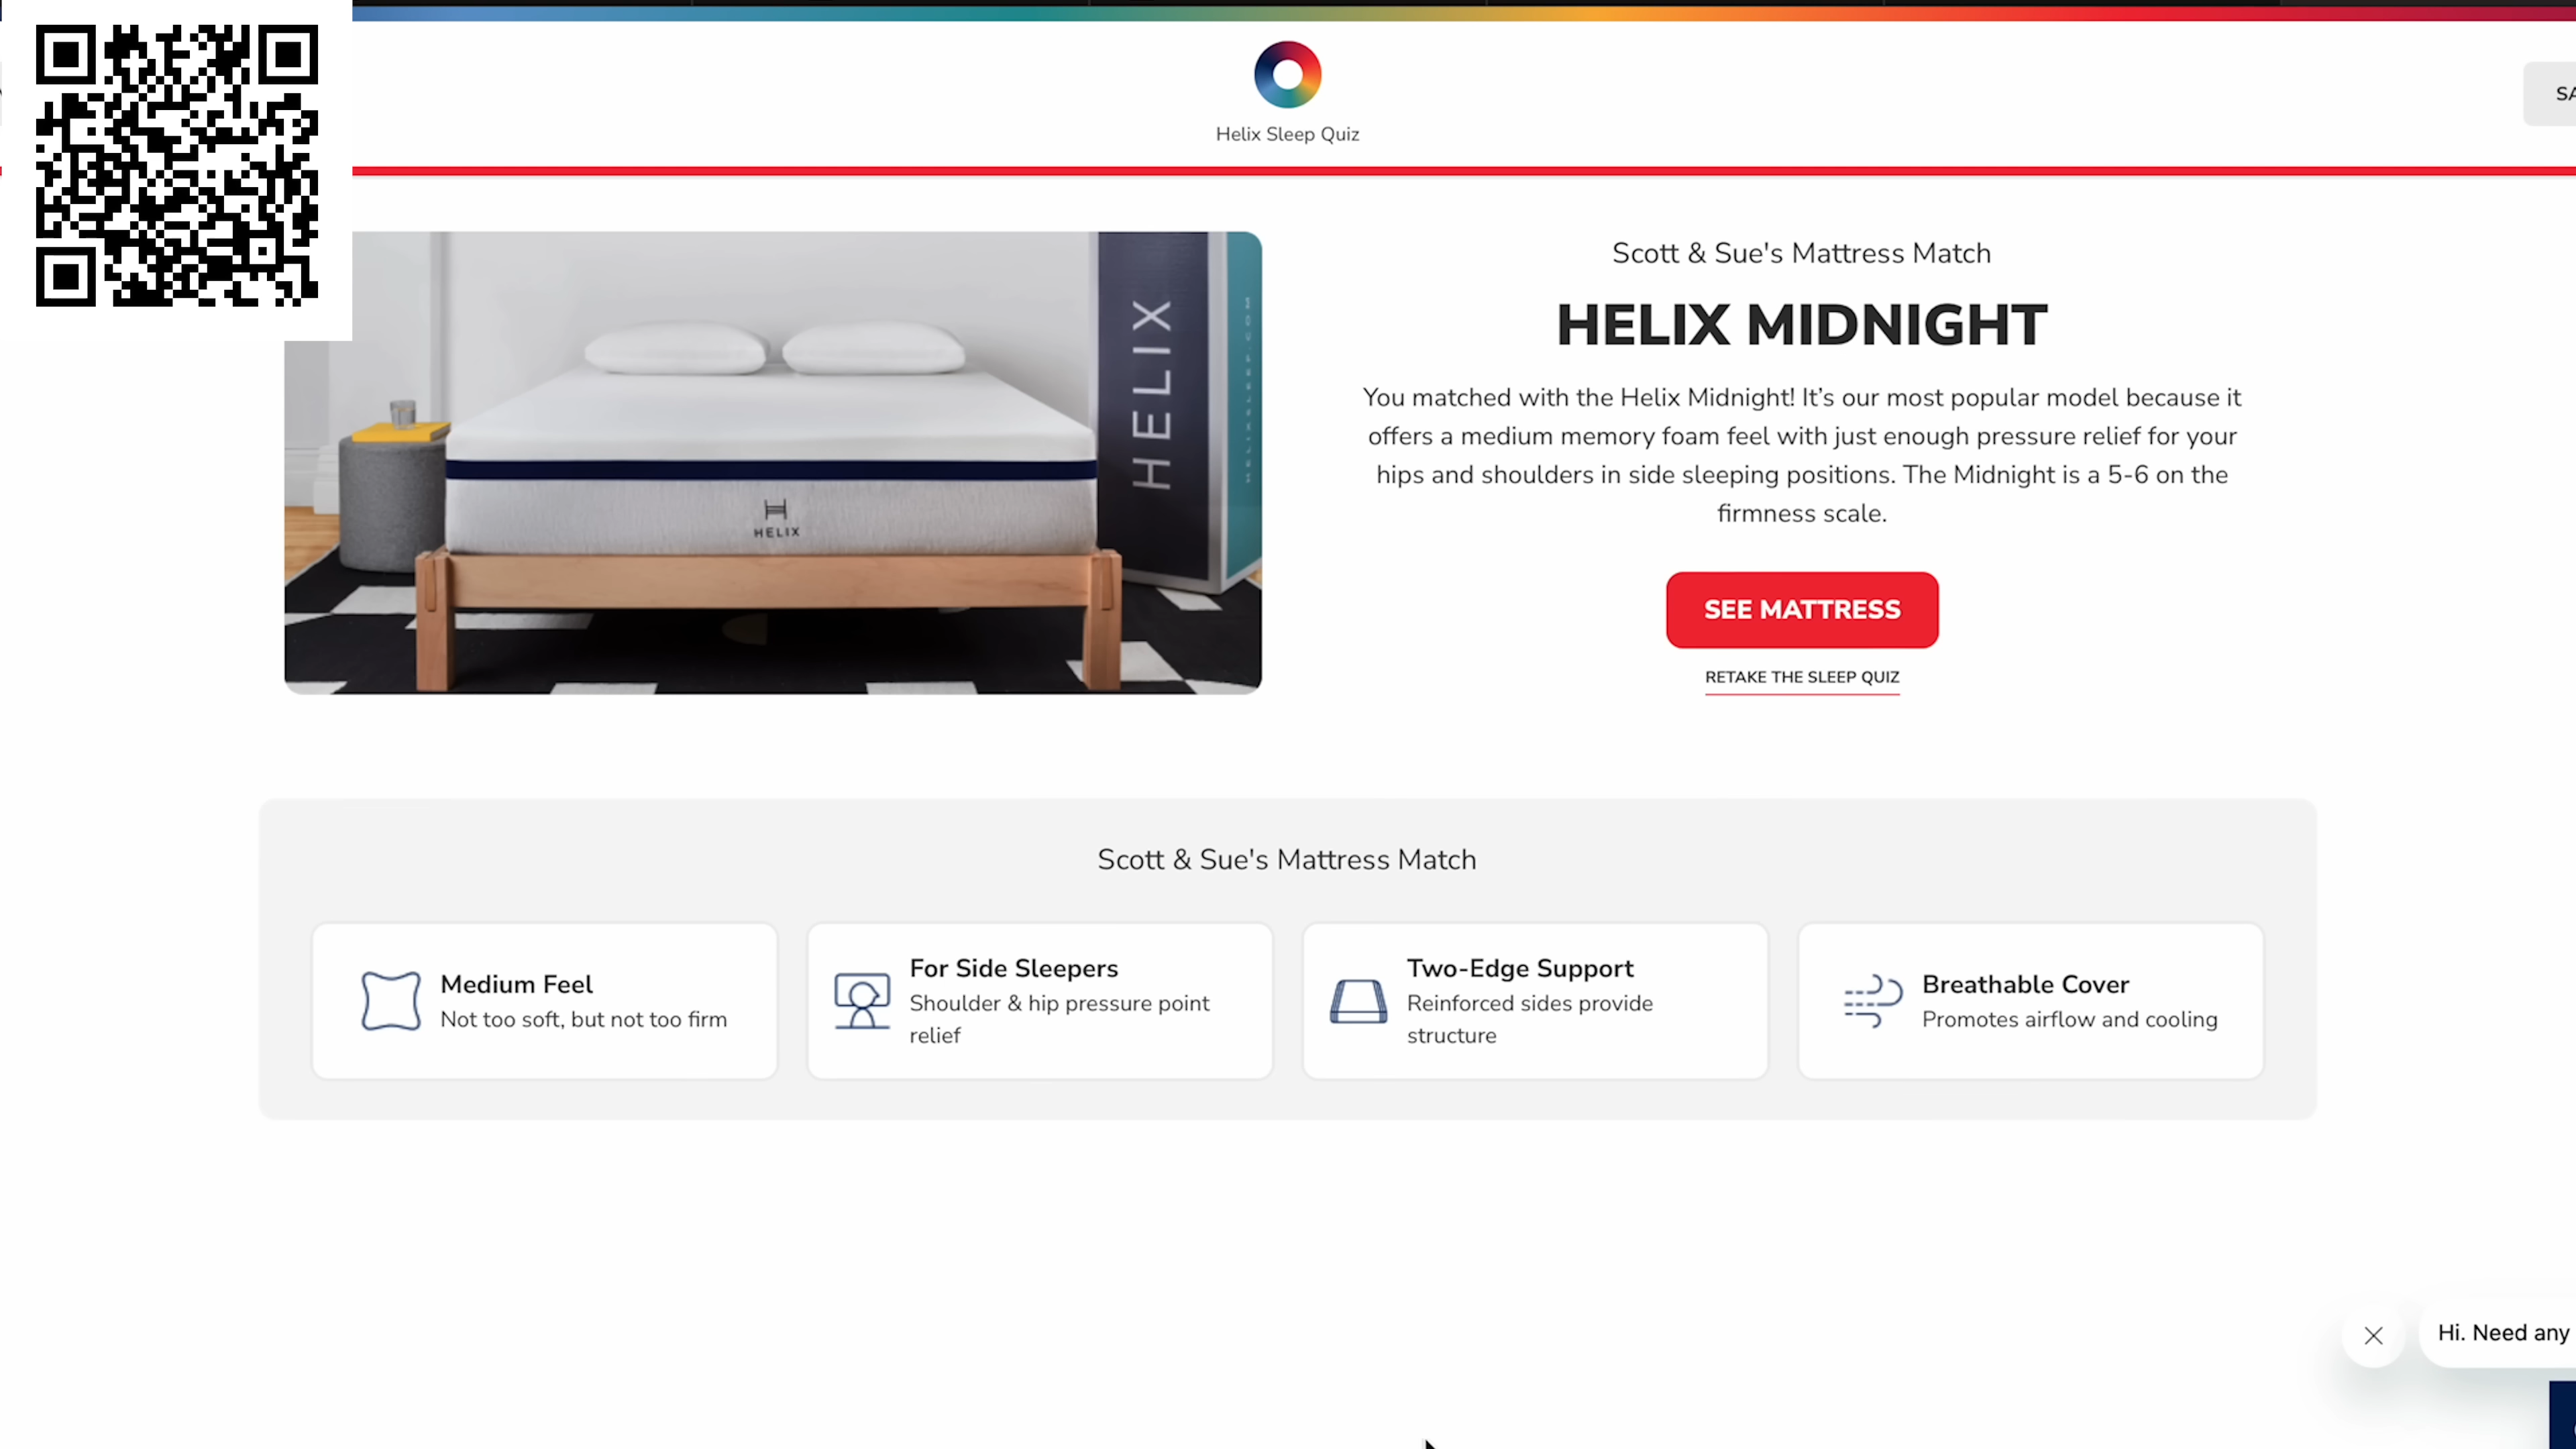 Helix Sleep Quiz
SA
Scott & Sue's Mattress Match
HELIX MIDNIGHT
You matched with the Helix Midnight! It’s our most popular model because it
offers a medium memory foam feel with just enough pressure relief for your
hips and shoulders in side sleeping positions. The Midnight is a 5-6 on the
firmness scale.
SEE MATTRESS
RETAKE THE SLEEP QUIZ
HELIX
HELIXSLEEP.COM
HELIX
Scott & Sue's Mattress Match
Medium Feel
Not too soft, but not too firm
For Side Sleepers
Shoulder & hip pressure point
relief
Two-Edge Support
Reinforced sides provide
structure
Breathable Cover
Promotes airflow and cooling
Hi. Need any